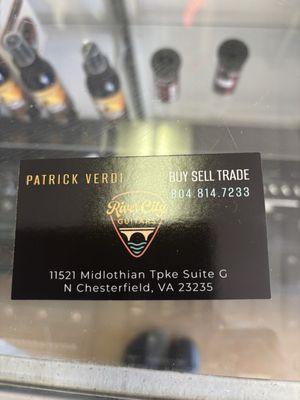 PATRICK VERDI
BUY SELL TRADE
804.814.7233
River City
GUITARS
11521 Midlothian Tpke Suite G
N Chesterfield, VA 23235